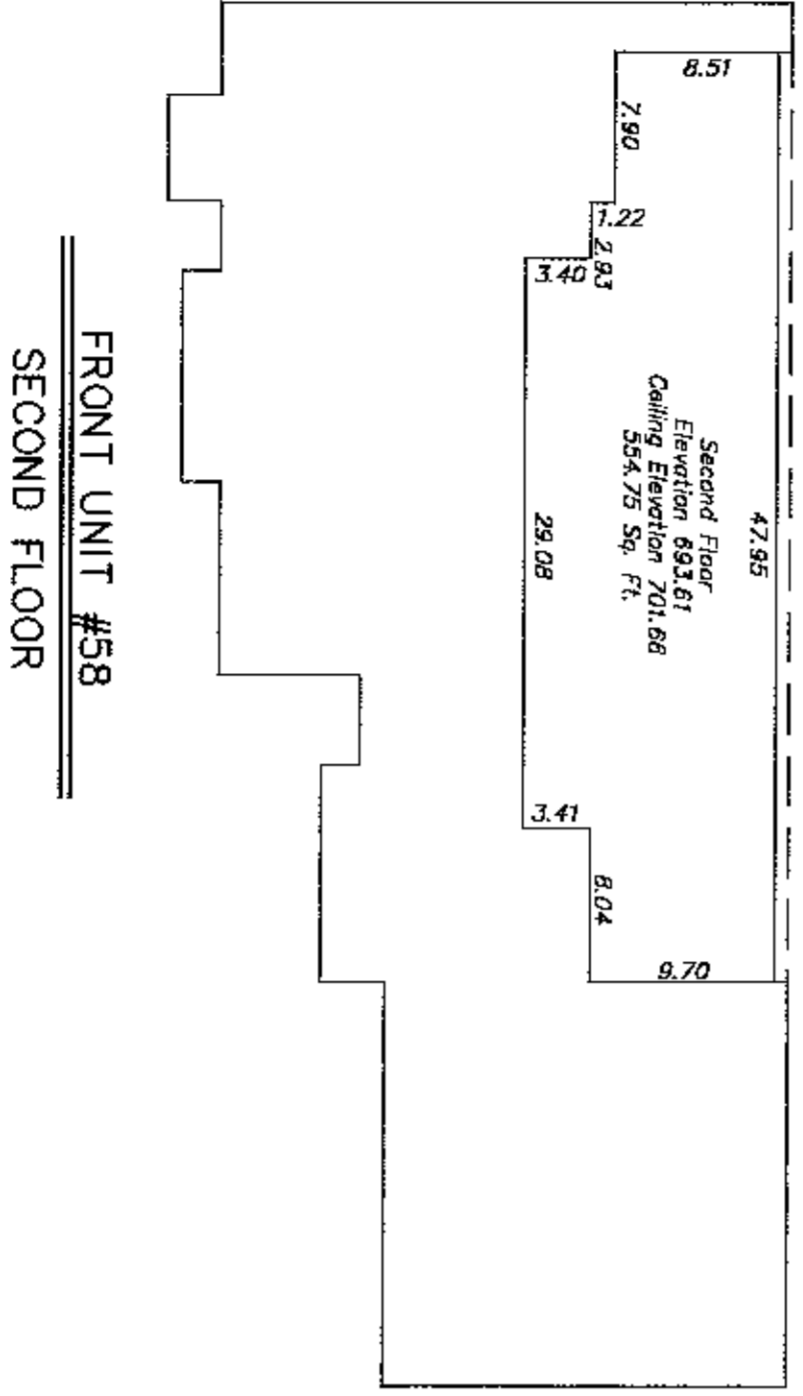 8.51
7.90
1.22
2.93
3.40
47.95
Second Floor
Elevation 693.61
Ceiling Elevation 701.68
554.75 Sq. Ft.
29.08
3.41
8.04
9.70
FRONT UNIT #58
SECOND FLOOR